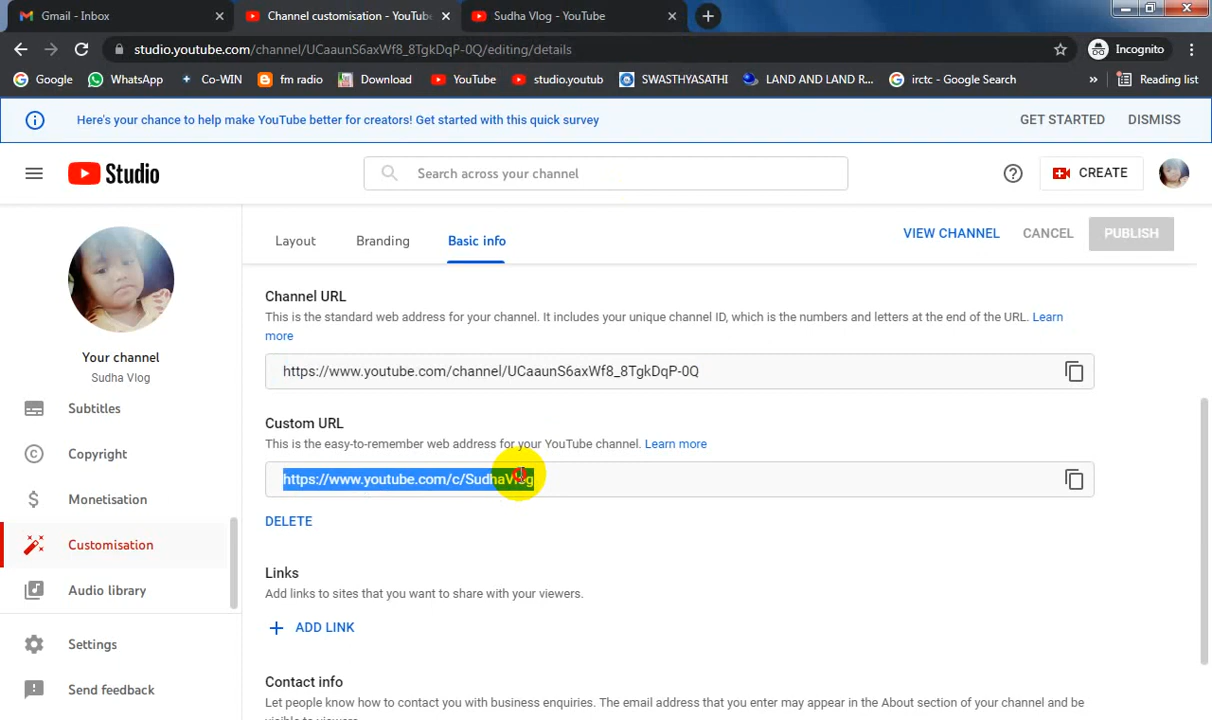 Gmail - Inbox
Channel customisation - YouTube
Sudha Vlog - YouTube
studio.youtube.com/channel/UCaaunS6axWf8_8TgkDqP-0Q/editing/details
Incognito
Google
WhatsApp
Co-WIN
fm radio
Download
YouTube
studio.youtub
SWASTHYASATHI
LAND AND LAND R...
irctc - Google Search
»
Reading list
Here's your chance to help make YouTube better for creators! Get started with this quick survey
GET STARTED
DISMISS
Studio
Search across your channel
CREATE
Layout
Branding
Basic info
VIEW CHANNEL
CANCEL
PUBLISH
Your channel
Sudha Vlog
Subtitles
Copyright
Monetisation
Customisation
Audio library
Settings
Send feedback
Channel URL
This is the standard web address for your channel. It includes your unique channel ID, which is the numbers and letters at the end of the URL. Learn
more
https://www.youtube.com/channel/UCaaunS6axWf8_8TgkDqP-0Q
Custom URL
This is the easy-to-remember web address for your YouTube channel. Learn more
https://www.youtube.com/c/SudhaVlog
DELETE
Links
Add links to sites that you want to share with your viewers.
+ ADD LINK
Contact info
Let people know how to contact you with business enquiries. The email address that you enter may appear in the About section of your channel and be
visible to viewers.